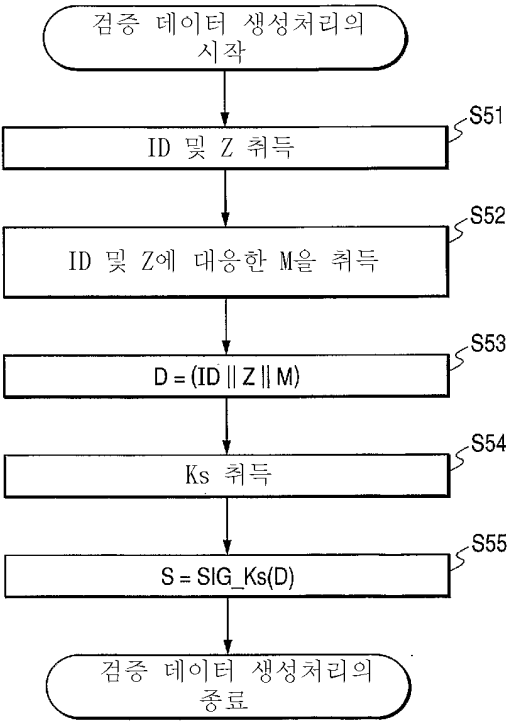 검증 데이터 생성처리의
시작
S51
ID 및 Z 취득
S52
ID 및 Z에 대응한 M을 취득
S53
D = (ID || Z || M)
S54
Ks 취득
S55
S = SIG_Ks(D)
검증 데이터 생성처리의
종료